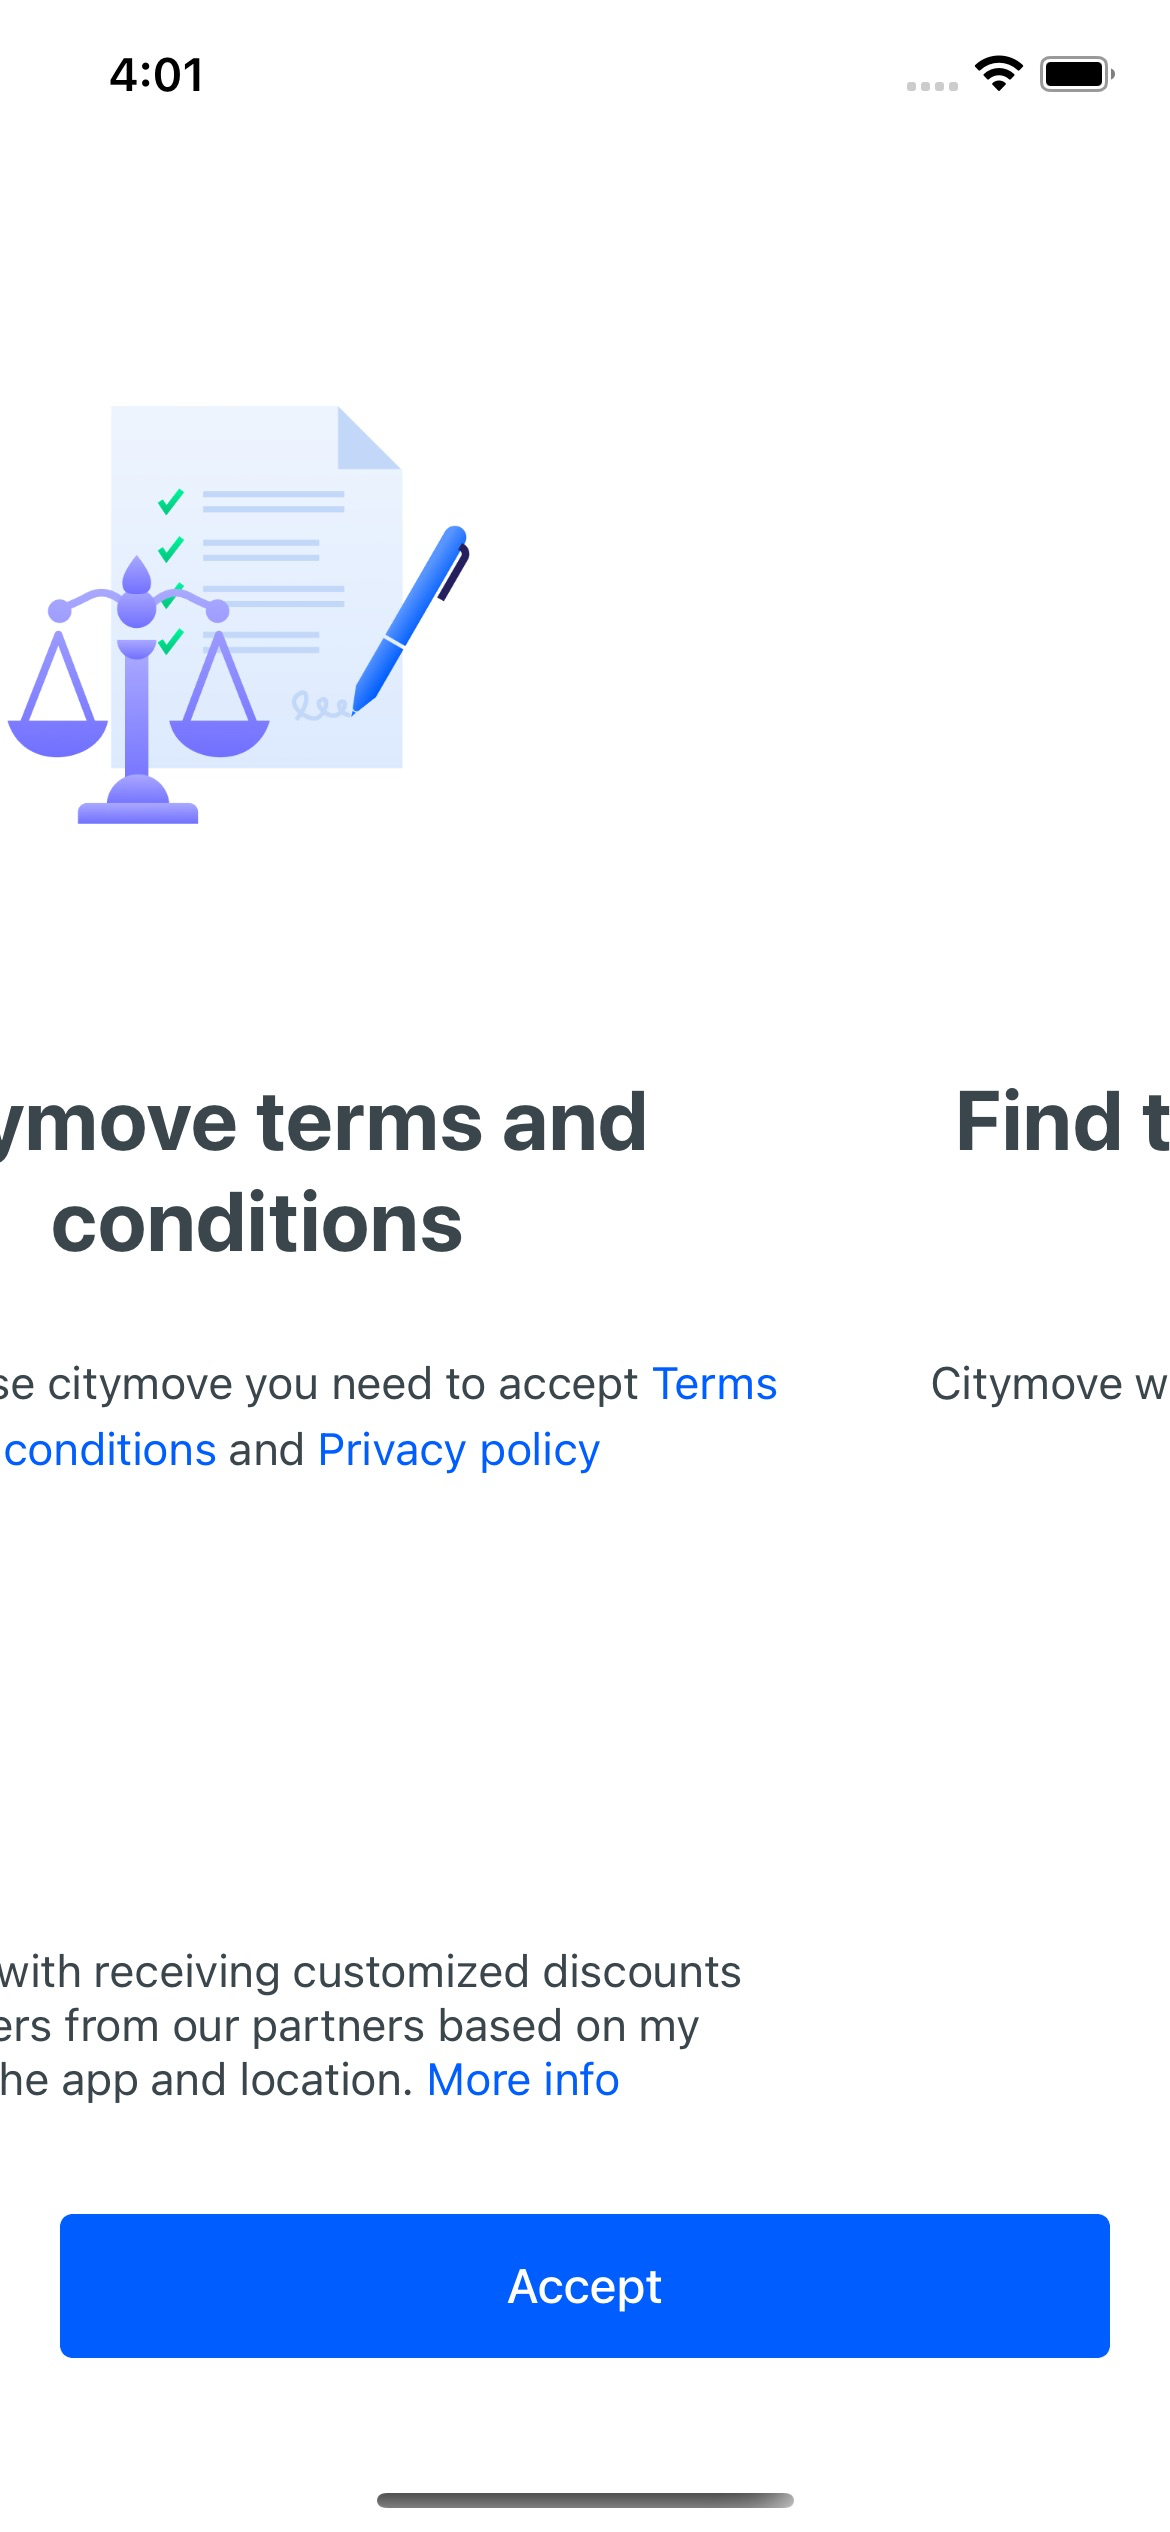 4:01
ymove terms and
conditions
Find t
se citymove you need to accept Terms
conditions and Privacy policy
Citymove w
with receiving customized discounts
ers from our partners based on my
he app and location. More info
Accept